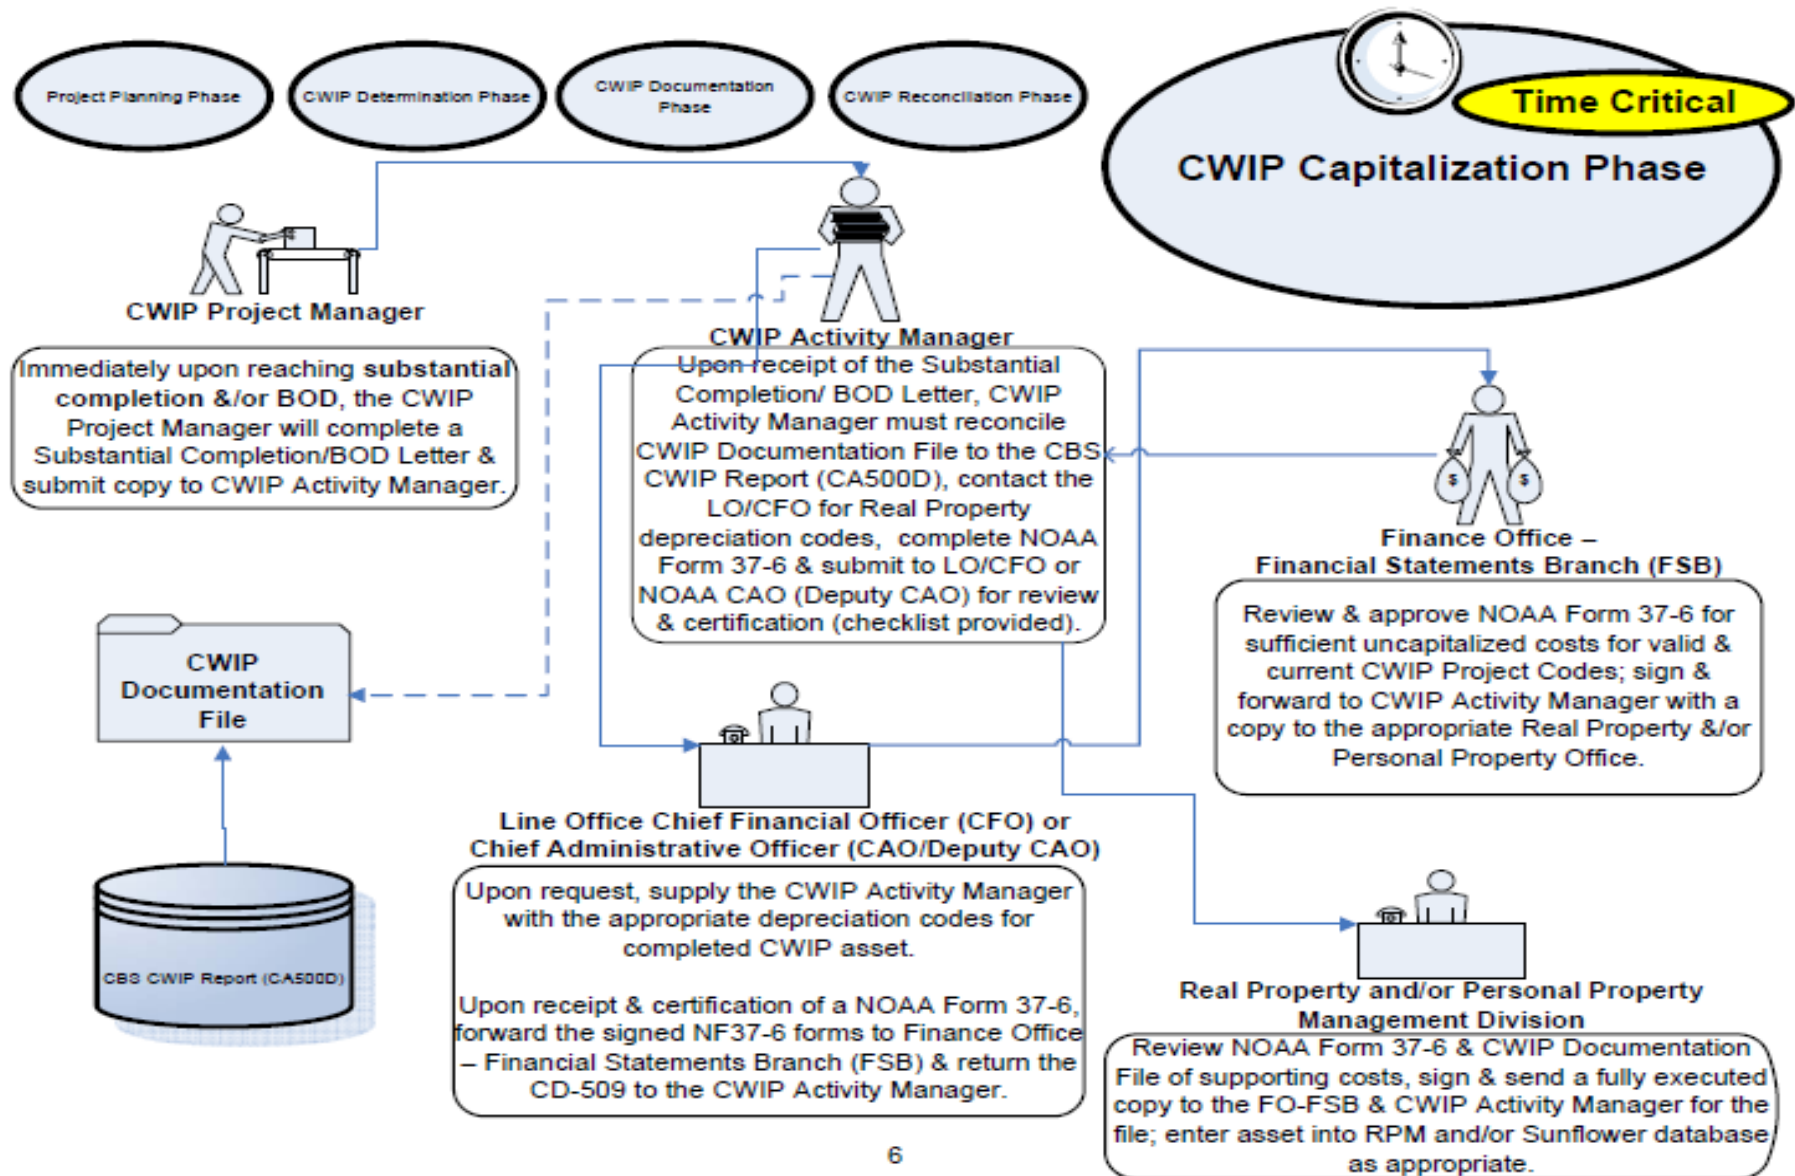 Project Planning Phase
CWIP Determination Phase
CWIP Documentation
Phase
CWIP Reconciliation Phase
Time Critical
CWIP Capitalization Phase
CWIP Project Manager
Immediately upon reaching substantial
completion &/or BOD, the CWIP
Project Manager will complete a
Substantial Completion/BOD Letter &
submit copy to CWIP Activity Manager.
CWIP Activity Manager
Upon receipt of the Substantial
Completion/ BOD Letter, CWIP
Activity Manager must reconcile
CWIP Documentation File to the CBS
CWIP Report (CA500D), contact the
LO/CFO for Real Property
depreciation codes, complete NOAA
Form 37-6 & submit to LO/CFO or
NOAA CAO (Deputy CAO) for review
& certification (checklist provided).
$ $
Finance Office –
Financial Statements Branch (FSB)
Review & approve NOAA Form 37-6 for
sufficient uncapitalized costs for valid &
current CWIP Project Codes; sign &
forward to CWIP Activity Manager with a
copy to the appropriate Real Property &/or
Personal Property Office.
CWIP
Documentation
File
CBS CWIP Report (CA500D)
Line Office Chief Financial Officer (CFO) or
Chief Administrative Officer (CAO/Deputy CAO)
Upon request, supply the CWIP Activity Manager
with the appropriate depreciation codes for
completed CWIP asset.
Upon receipt & certification of a NOAA Form 37-6,
forward the signed NF37-6 forms to Finance Office
– Financial Statements Branch (FSB) & return the
CD-509 to the CWIP Activity Manager.
Real Property and/or Personal Property
Management Division
Review NOAA Form 37-6 & CWIP Documentation
File of supporting costs, sign & send a fully executed
copy to the FO-FSB & CWIP Activity Manager for the
file; enter asset into RPM and/or Sunflower database
as appropriate.
6